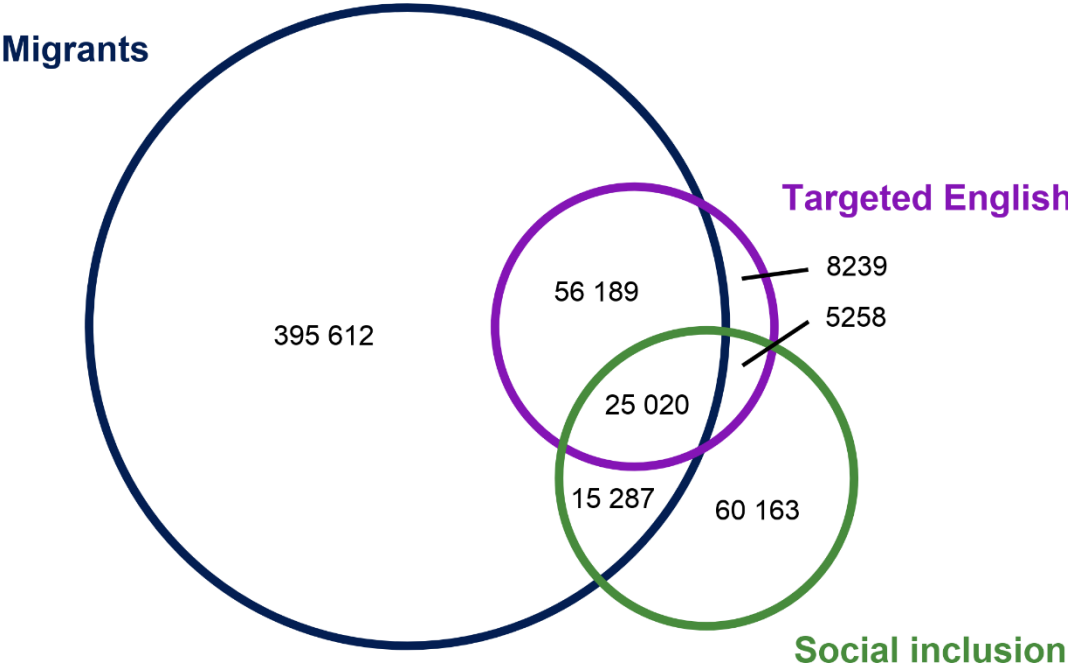 Migrants
Targeted English
8239
56 189
5258
395 612
25 020
15 287
60 163
Social inclusion